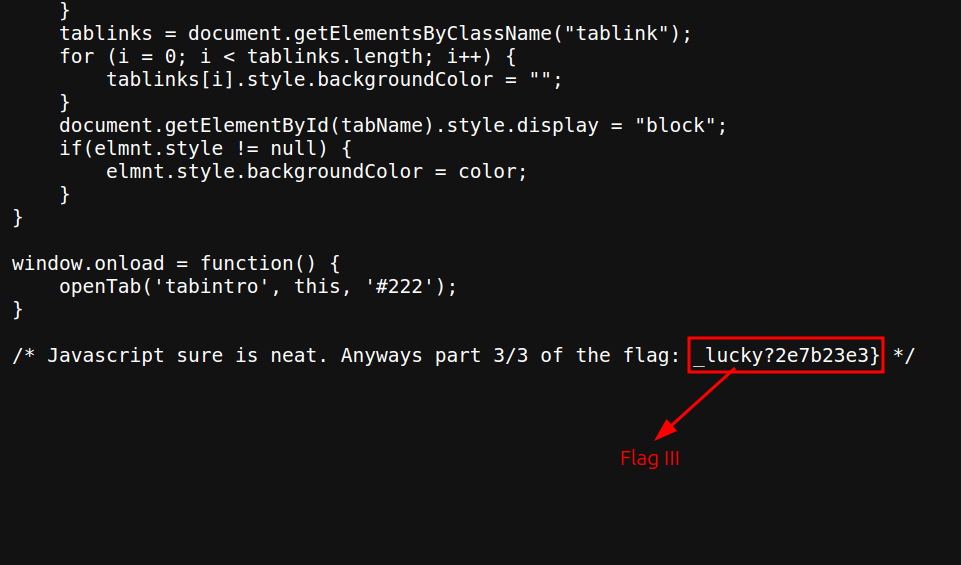 }
    tablinks = document.getElementsByClassName("tablink");
    for (i = 0; i < tablinks.length; i++) {
        tablinks[i].style.backgroundColor = "";
    }
    document.getElementById(tabName).style.display = "block";
    if(elmnt.style != null) {
        elmnt.style.backgroundColor = color;
    }
}
window.onload = function() {
    openTab('tabintro', this, '#222');
}
/* Javascript sure is neat. Anyways part 3/3 of the flag: _lucky?2e7b23e3} */
Flag III